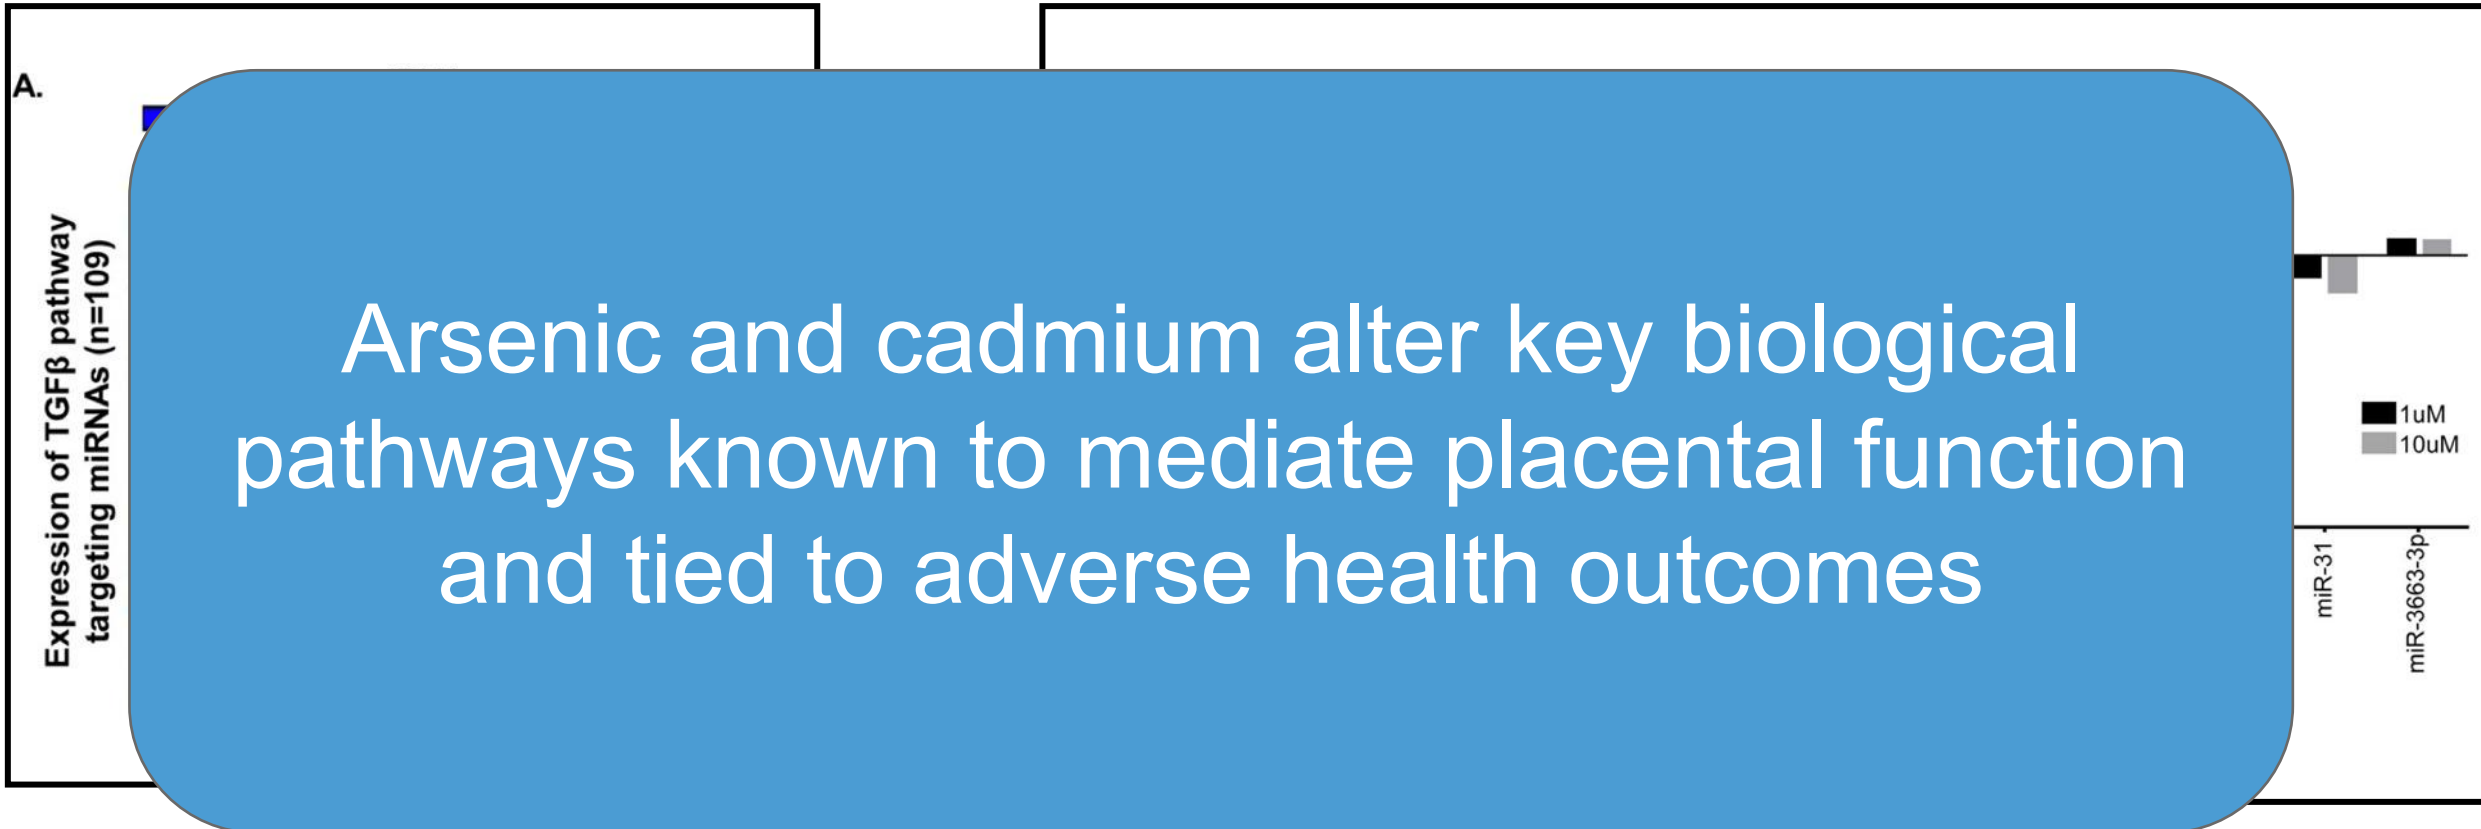 A.
Expression of TGFβ pathway
targeting miRNAs (n=109)
Arsenic and cadmium alter key biological
pathways known to mediate placental function
and tied to adverse health outcomes
1uM
10uM
miR-31
miR-3663-3p